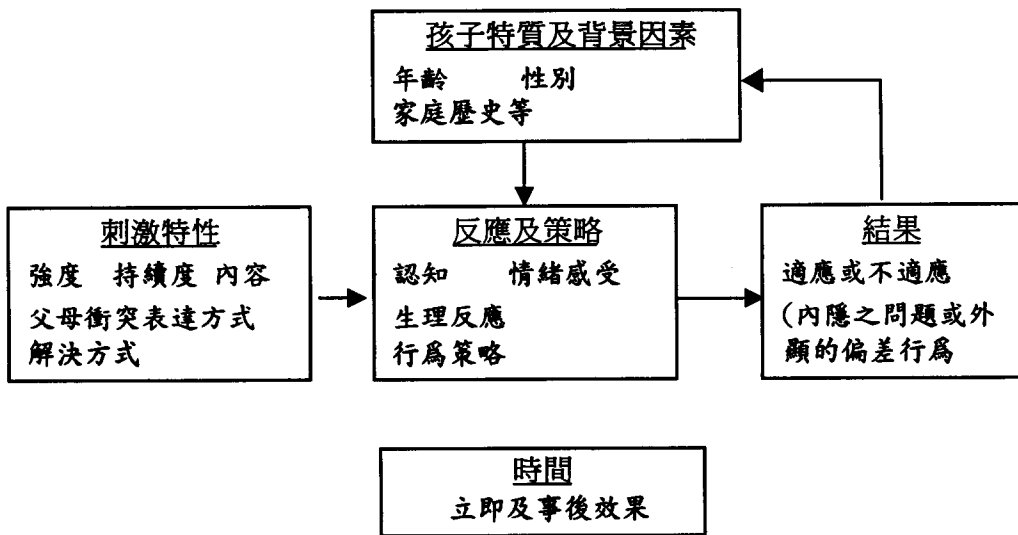 孩子特質及背景因素
年齡 性別
家庭歷史等
刺激特性
強度 持續度 內容
父母衝突表達方式
解決方式
反應及策略
認知 情緒感受
生理反應
行爲策略
結果
適應或不適應
(內隱之問題或外
顯的偏差行爲
時間
立即及事後效果